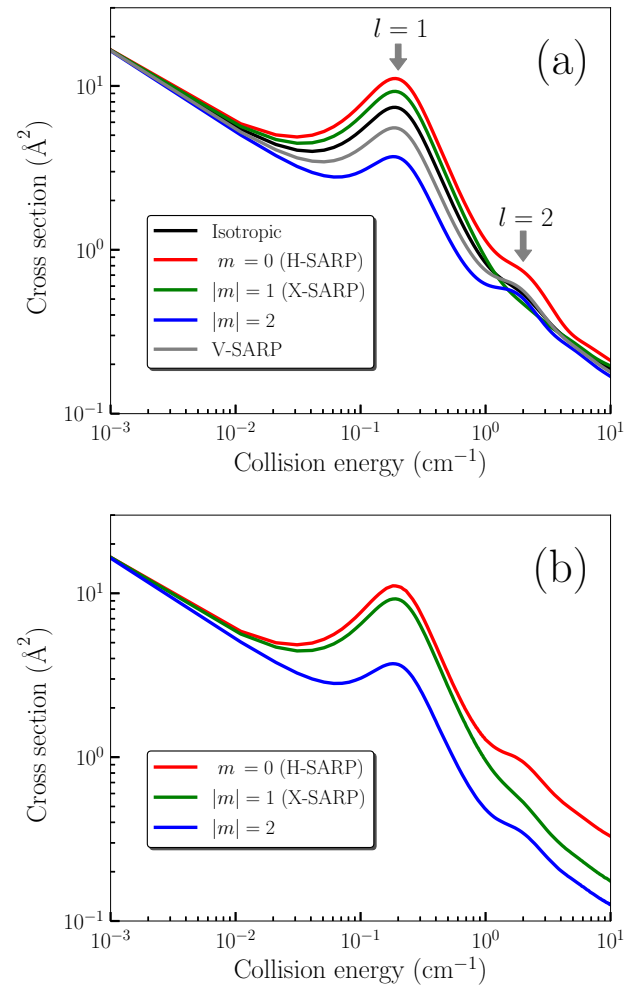 l = 1
(a)
l = 2
Cross section (Å²)
10¹
10⁰
10⁻¹
Isotropic
m = 0 (H-SARP)
|m| = 1 (X-SARP)
|m| = 2
V-SARP
10⁻³ 10⁻² 10⁻¹ 10⁰ 10¹
Collision energy (cm⁻¹)
(b)
Cross section (Å²)
10¹
10⁰
10⁻¹
m = 0 (H-SARP)
|m| = 1 (X-SARP)
|m| = 2
10⁻³ 10⁻² 10⁻¹ 10⁰ 10¹
Collision energy (cm⁻¹)